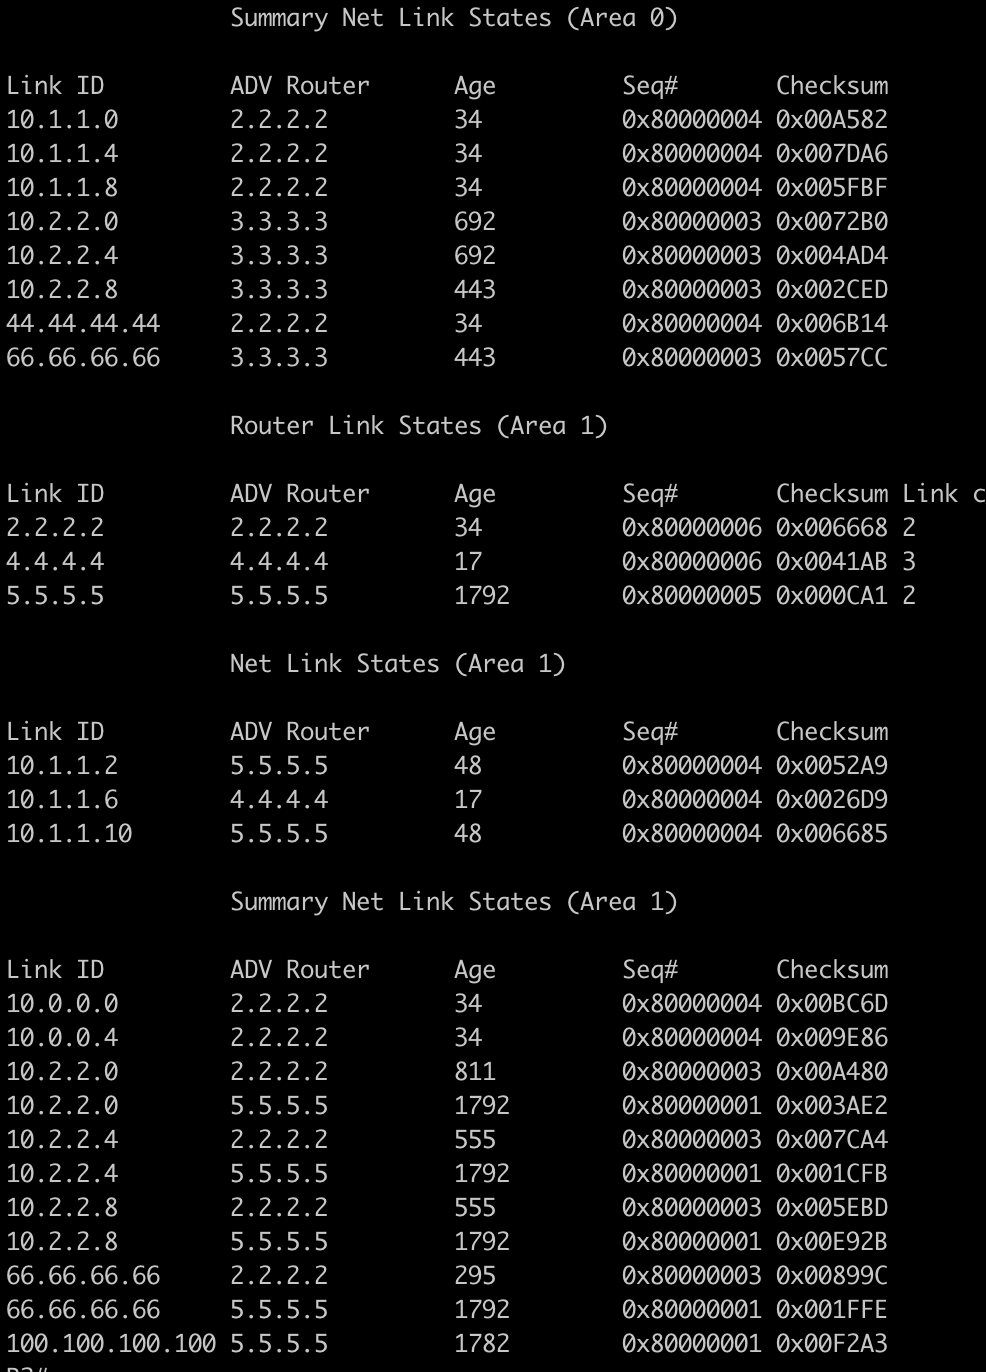 Summary Net Link States (Area 0)
Link ID ADV Router Age Seq# Checksum
10.1.1.0 2.2.2.2 34 0x80000004 0x00A582
10.1.1.4 2.2.2.2 34 0x80000004 0x007DA6
10.1.1.8 2.2.2.2 34 0x80000004 0x005FBF
10.2.2.0 3.3.3.3 692 0x80000003 0x0072B0
10.2.2.4 3.3.3.3 692 0x80000003 0x004AD4
10.2.2.8 3.3.3.3 443 0x80000003 0x002CED
44.44.44.44 2.2.2.2 34 0x80000004 0x006B14
66.66.66.66 3.3.3.3 443 0x80000003 0x0057CC
Router Link States (Area 1)
Link ID ADV Router Age Seq# Checksum Link c
2.2.2.2 2.2.2.2 34 0x80000006 0x006668 2
4.4.4.4 4.4.4.4 17 0x80000006 0x0041AB 3
5.5.5.5 5.5.5.5 1792 0x80000005 0x000CA1 2
Net Link States (Area 1)
Link ID ADV Router Age Seq# Checksum
10.1.1.2 5.5.5.5 48 0x80000004 0x0052A9
10.1.1.6 4.4.4.4 17 0x80000004 0x0026D9
10.1.1.10 5.5.5.5 48 0x80000004 0x006685
Summary Net Link States (Area 1)
Link ID ADV Router Age Seq# Checksum
10.0.0.0 2.2.2.2 34 0x80000004 0x00BC6D
10.0.0.4 2.2.2.2 34 0x80000004 0x009E86
10.2.2.0 2.2.2.2 811 0x80000003 0x00A480
10.2.2.0 5.5.5.5 1792 0x80000001 0x003AE2
10.2.2.4 2.2.2.2 555 0x80000003 0x007CA4
10.2.2.4 5.5.5.5 1792 0x80000001 0x001CFB
10.2.2.8 2.2.2.2 555 0x80000003 0x005EBD
10.2.2.8 5.5.5.5 1792 0x80000001 0x00E92B
66.66.66.66 2.2.2.2 295 0x80000003 0x00899C
66.66.66.66 5.5.5.5 1792 0x80000001 0x001FFE
100.100.100.100 5.5.5.5 1782 0x80000001 0x00F2A3